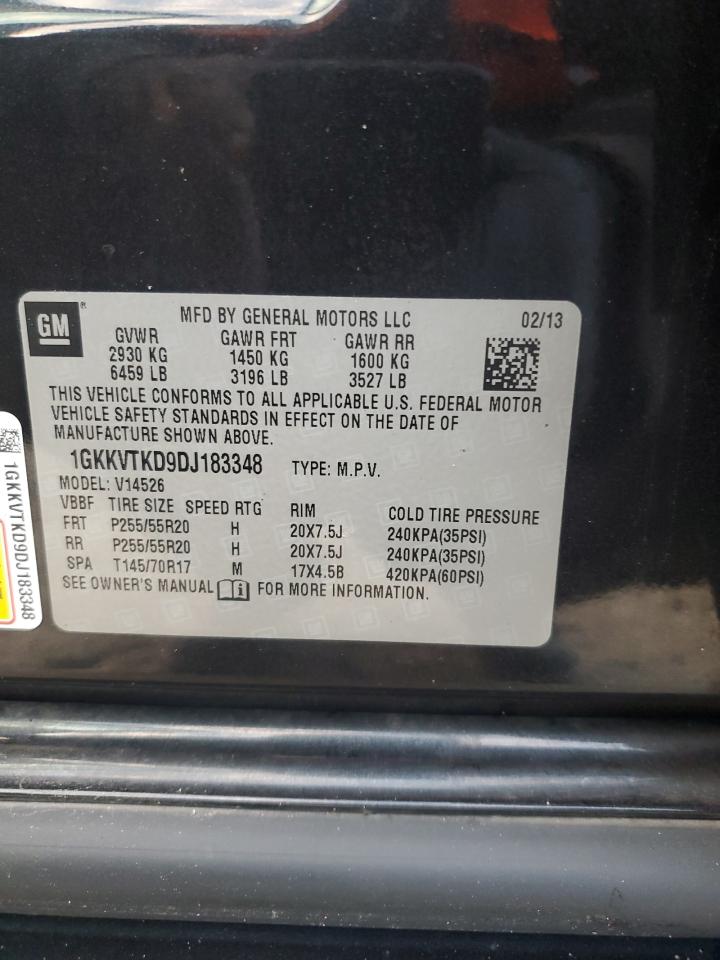 GM ®
MFD BY GENERAL MOTORS LLC 02/13
GVWR GAWR FRT GAWR RR
2930 KG 1450 KG 1600 KG
6459 LB 3196 LB 3527 LB
THIS VEHICLE CONFORMS TO ALL APPLICABLE U.S. FEDERAL MOTOR
VEHICLE SAFETY STANDARDS IN EFFECT ON THE DATE OF
MANUFACTURE SHOWN ABOVE.
1GKKVTKD9DJ183348 TYPE: M.P.V.
MODEL: V14526
VBBF TIRE SIZE SPEED RTG RIM COLD TIRE PRESSURE
FRT P255/55R20 H 20X7.5J 240KPA(35PSI)
RR P255/55R20 H 20X7.5J 240KPA(35PSI)
SPA T145/70R17 M 17X4.5B 420KPA(60PSI)
SEE OWNER'S MANUAL FOR MORE INFORMATION.
1GKKVTKD9DJ183348